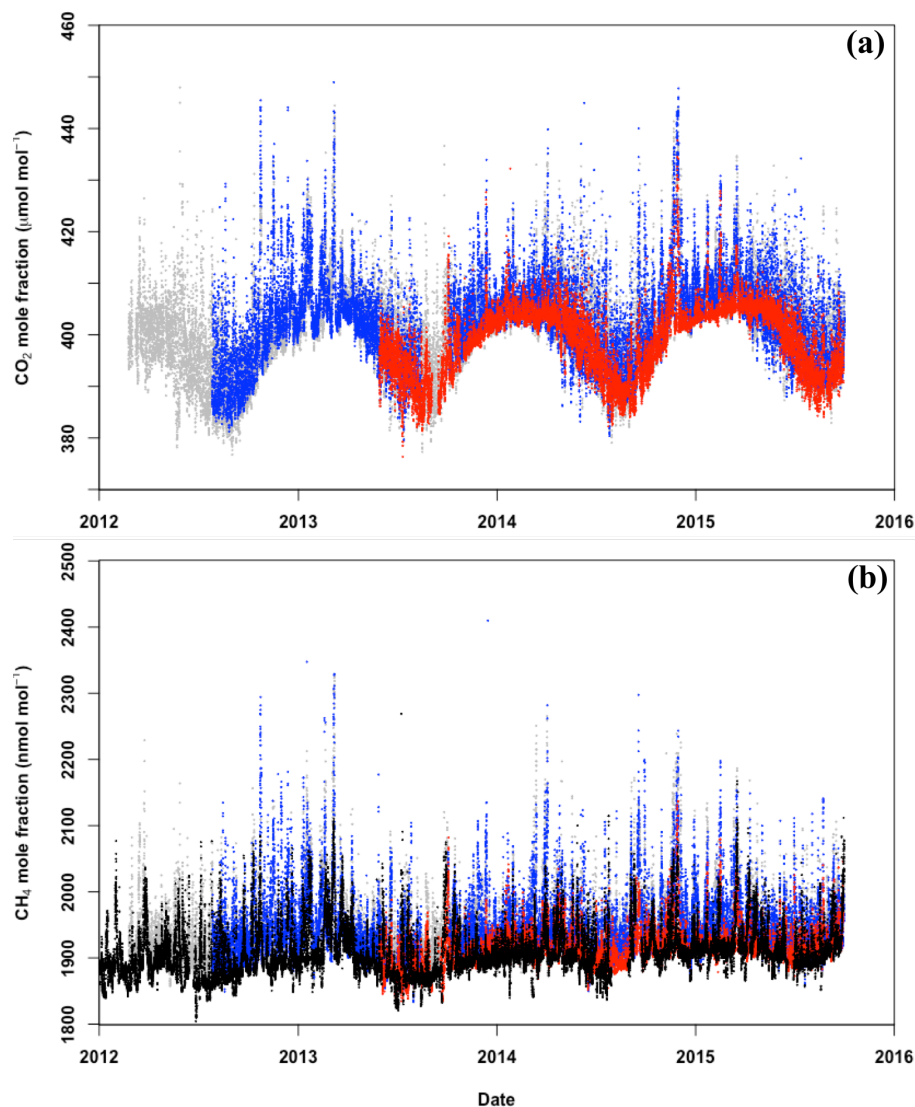 (a)
CO₂ mole fraction (μmol mol⁻¹)
460
440
420
400
380
2012 2013 2014 2015 2016
(b)
CH₄ mole fraction (nmol mol⁻¹)
2500
2400
2300
2200
2100
2000
1900
1800
2012 2013 2014 2015 2016
Date